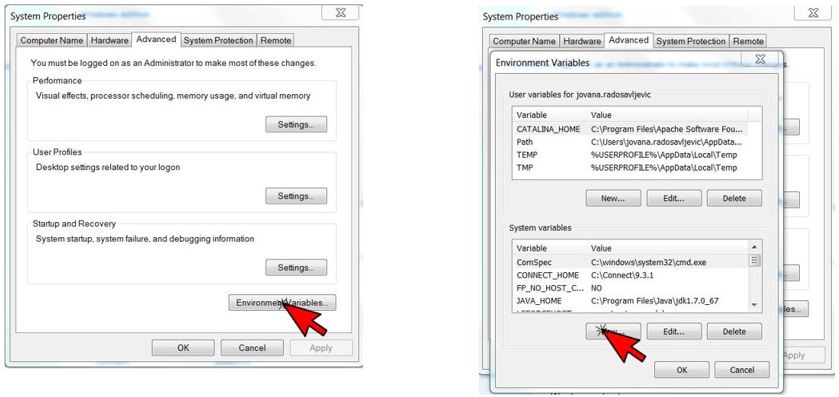 System Properties
Computer Name
Hardware
Advanced
System Protection
Remote
You must be logged on as an Administrator to make most of these changes.
Performance
Visual effects, processor scheduling, memory usage, and virtual memory
Settings...
User Profiles
Desktop settings related to your logon
Settings...
Startup and Recovery
System startup, system failure, and debugging information
Settings...
Environment Variables...
OK
Cancel
Apply
System Properties
Computer Name
Hardware
Advanced
System Protection
Remote
Environment Variables
User variables for jovana.radosavljevic
Variable Value
CATALINA_HOME C:\Program Files\Apache Software Fou...
Path C:\Users\jovana.radosavljevic\AppData...
TEMP %USERPROFILE%\AppData\Local\Temp
TMP %USERPROFILE%\AppData\Local\Temp
New...
Edit...
Delete
System variables
Variable Value
ComSpec C:\windows\system32\cmd.exe
CONNECT_HOME C:\Connect\9.3.1
FP_NO_HOST_C... NO
JAVA_HOME C:\Program Files\Java\jdk1.7.0_67
New...
Edit...
Delete
OK
Cancel
Apply